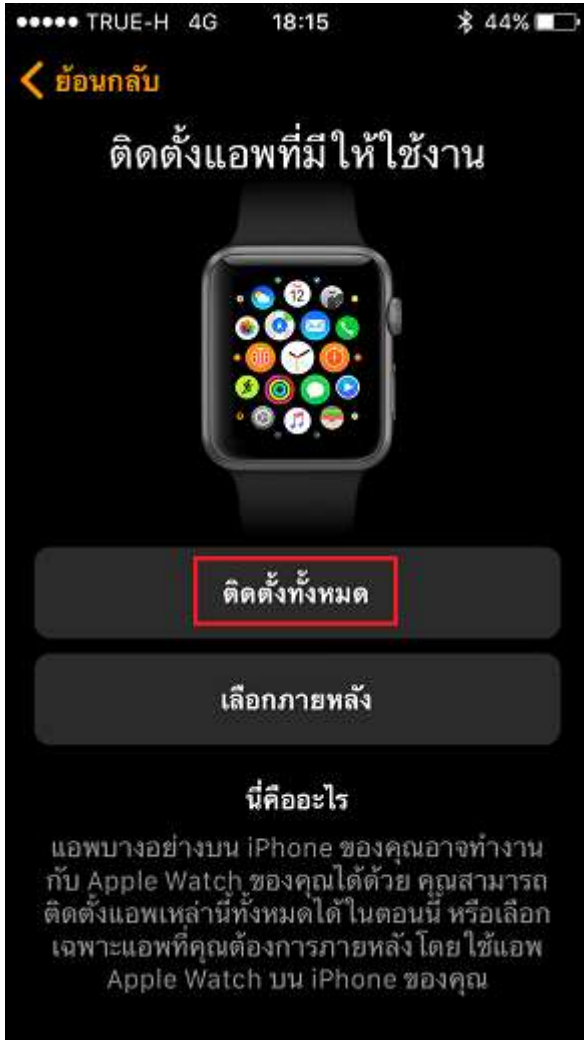 TRUE-H 4G 18:15 44%
ย้อนกลับ
ติดตั้งแอพที่มีให้ใช้งาน
12
ติดตั้งทั้งหมด
เลือกภายหลัง
นี่คืออะไร
แอพบางอย่างบน iPhone ของคุณอาจทำงาน
กับ Apple Watch ของคุณได้ด้วย คุณสามารถ
ติดตั้งแอพเหล่านี้ทั้งหมดได้ในตอนนี้ หรือเลือก
เฉพาะแอพที่คุณต้องการภายหลังโดยใช้แอพ
Apple Watch บน iPhone ของคุณ